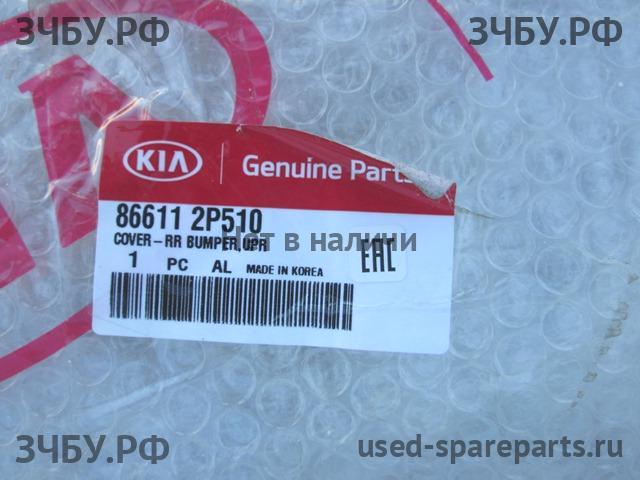 ЗЧБУ.РФ
ЗЧБУ.РФ
KIA
Genuine Parts
86611 2P510
COVER-RR BUMPER,UPR
Нет в наличи
1 PC AL MADE IN KOREA
EAC
ЗЧБУ.РФ
used-spareparts.ru